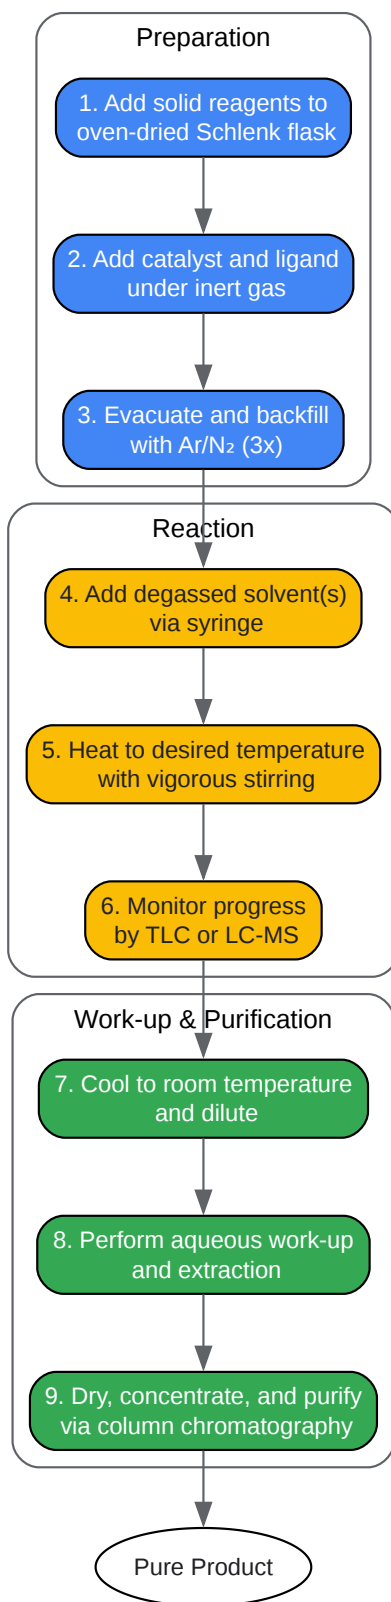 Preparation
1. Add solid reagents to
oven-dried Schlenk flask
2. Add catalyst and ligand
under inert gas
3. Evacuate and backfill
with Ar/N₂ (3x)
Reaction
4. Add degassed solvent(s)
via syringe
5. Heat to desired temperature
with vigorous stirring
6. Monitor progress
by TLC or LC-MS
Work-up & Purification
7. Cool to room temperature
and dilute
8. Perform aqueous work-up
and extraction
9. Dry, concentrate, and purify
via column chromatography
Pure Product